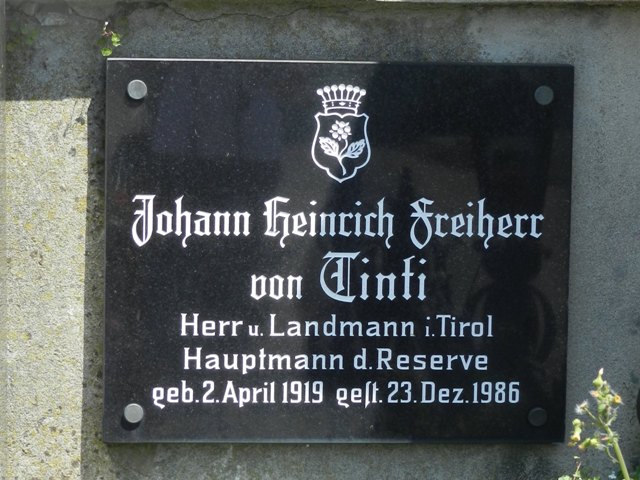 Johann Heinrich Freiherr
von Tinti
Herr u. Landmann i. Tirol
Hauptmann d. Reserve
geb. 2. April 1919 geſt. 23. Dez. 1986